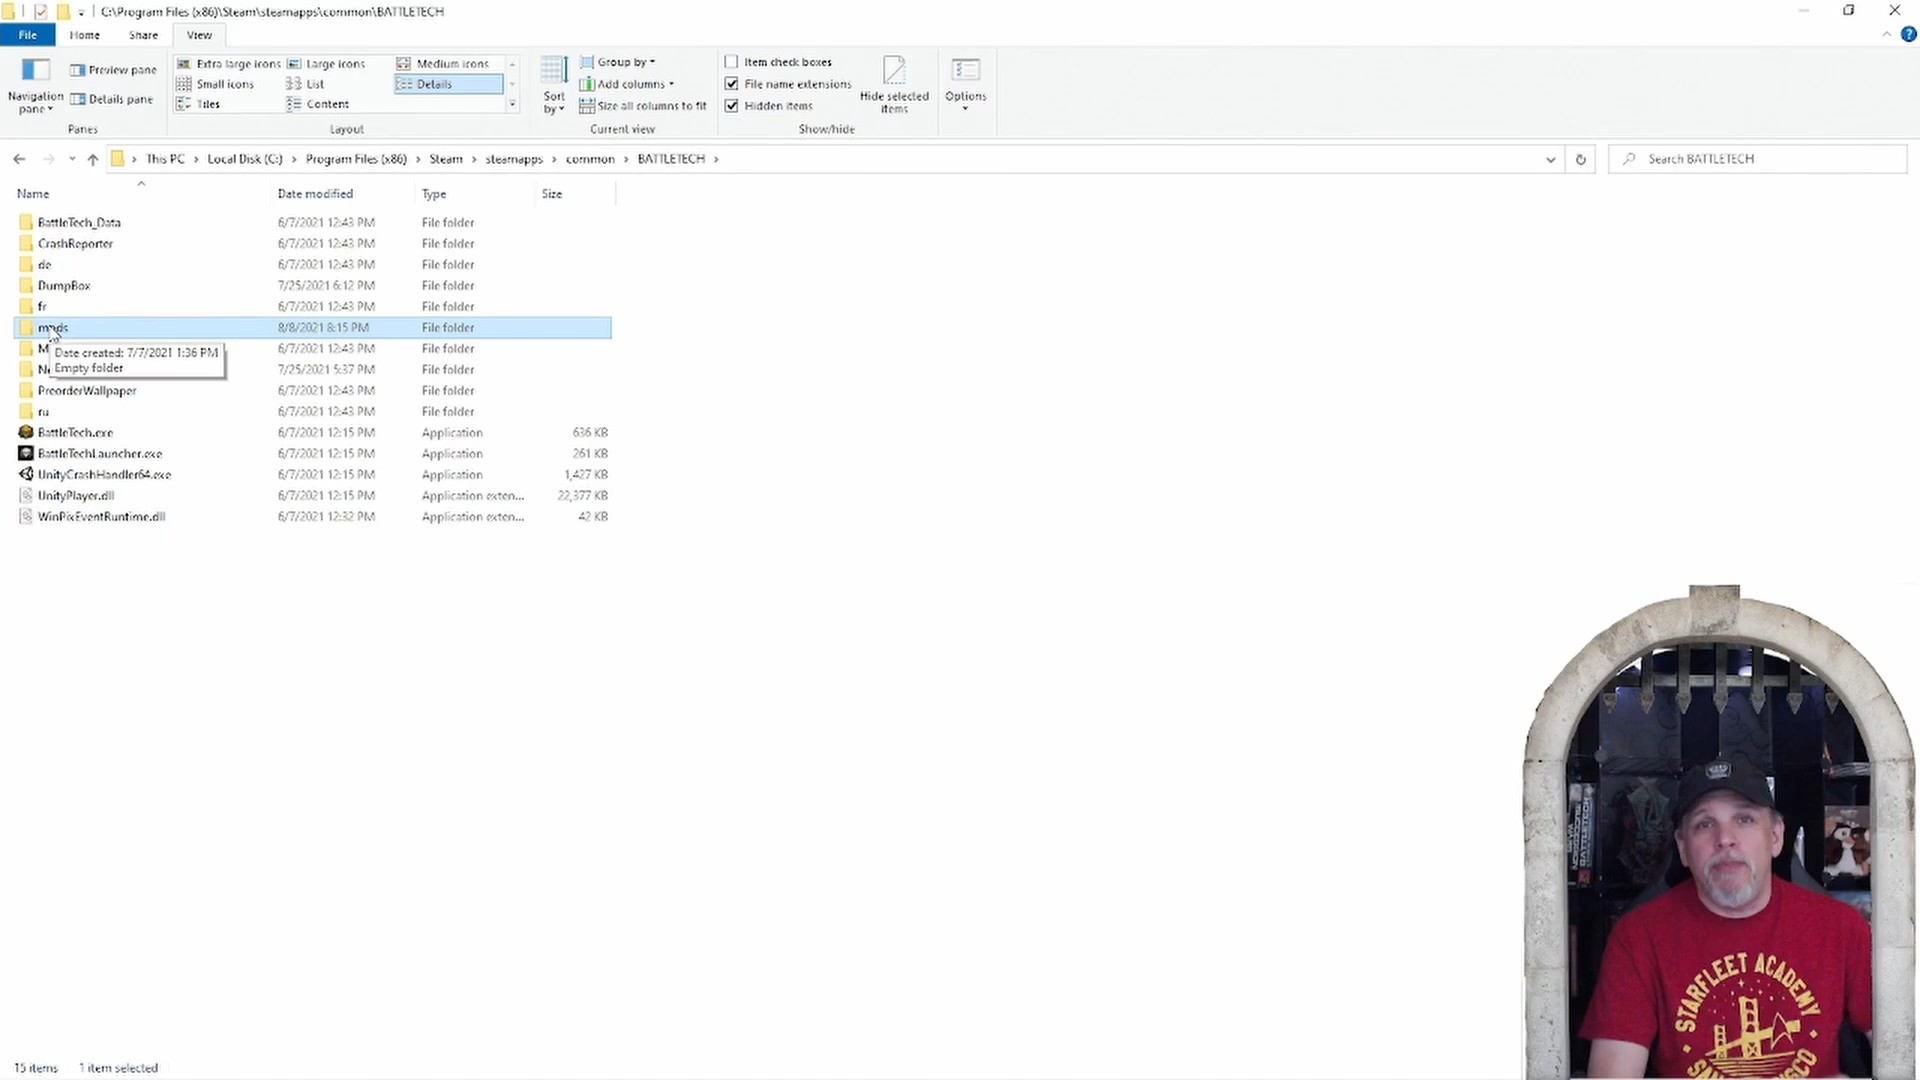 C:\Program Files (x86)\Steam\steamapps\common\BATTLETECH
File Home Share View
Navigation pane
Preview pane
Details pane
Panes
Extra large icons Large icons Medium icons
Small icons List Details
Tiles Content
Layout
Sort by
Group by
Add columns
Size all columns to fit
Current view
Item check boxes
File name extensions
Hidden items
Hide selected items
Show/hide
Options
This PC > Local Disk (C:) > Program Files (x86) > Steam > steamapps > common > BATTLETECH >
Search BATTLETECH
Name Date modified Type Size
BattleTech_Data 6/7/2021 12:43 PM File folder
CrashReporter 6/7/2021 12:43 PM File folder
de 6/7/2021 12:43 PM File folder
DumpBox 7/25/2021 6:12 PM File folder
fr 6/7/2021 12:43 PM File folder
mods 8/8/2021 8:15 PM File folder
6/7/2021 12:43 PM File folder
7/25/2021 5:37 PM File folder
Date created: 7/7/2021 1:36 PM
Empty folder
PreorderWallpaper 6/7/2021 12:43 PM File folder
ru 6/7/2021 12:43 PM File folder
BattleTech.exe 6/7/2021 12:15 PM Application 636 KB
BattleTechLauncher.exe 6/7/2021 12:15 PM Application 261 KB
UnityCrashHandler64.exe 6/7/2021 12:15 PM Application 1,427 KB
UnityPlayer.dll 6/7/2021 12:15 PM Application exten... 22,377 KB
WinPixEventRuntime.dll 6/7/2021 12:32 PM Application exten... 42 KB
BATTLETECH
STARFLEET ACADEMY
15 items 1 item selected